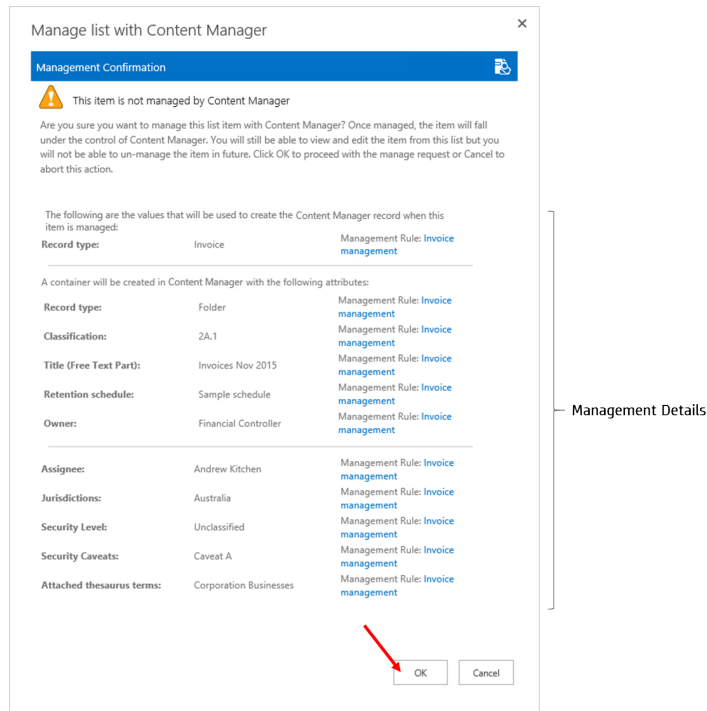 Manage list with Content Manager
Management Confirmation
This item is not managed by Content Manager
Are you sure you want to manage this list item with Content Manager? Once managed, the item will fall
under the control of Content Manager. You will still be able to view and edit the item from this list but you
will not be able to un-manage the item in future. Click OK to proceed with the manage request or Cancel to
abort this action.
The following are the values that will be used to create the Content Manager record when this
item is managed:
Record type: Invoice Management Rule: Invoice
management
A container will be created in Content Manager with the following attributes:
Record type: Folder Management Rule: Invoice
management
Classification: 2A.1 Management Rule: Invoice
management
Title (Free Text Part): Invoices Nov 2015 Management Rule: Invoice
management
Retention schedule: Sample schedule Management Rule: Invoice
management
Owner: Financial Controller Management Rule: Invoice
management
Management Details
Assignee: Andrew Kitchen Management Rule: Invoice
management
Jurisdictions: Australia Management Rule: Invoice
management
Security Level: Unclassified Management Rule: Invoice
management
Security Caveats: Caveat A Management Rule: Invoice
management
Attached thesaurus terms: Corporation Businesses Management Rule: Invoice
management
OK Cancel